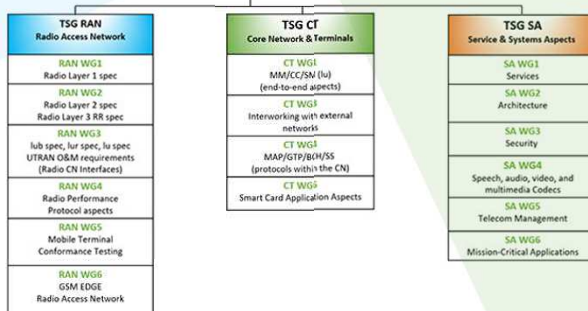 TSG RAN
Radio Access Network
RAN WG1
Radio Layer 1 spec
RAN WG2
Radio Layer 2 spec
Radio Layer 3 RR spec
RAN WG3
lub spec, lur spec, lu spec
UTRAN O&M requirements
(Radio CN Interfaces)
RAN WG4
Radio Performance
Protocol aspects
RAN WG5
Mobile Terminal
Conformance Testing
RAN WG6
GSM EDGE
Radio Access Network
TSG CT
Core Network & Terminals
CT WG1
MM/CC/SM (lu)
(end-to-end aspects)
CT WG3
Interworking with external
networks
CT WG4
MAP/GTP/BCH/SS
(protocols within the CN)
CT WG6
Smart Card Application Aspects
TSG SA
Service & Systems Aspects
SA WG1
Services
SA WG2
Architecture
SA WG3
Security
SA WG4
Speech, audio, video, and
multimedia Codecs
SA WG5
Telecom Management
SA WG6
Mission-Critical Applications